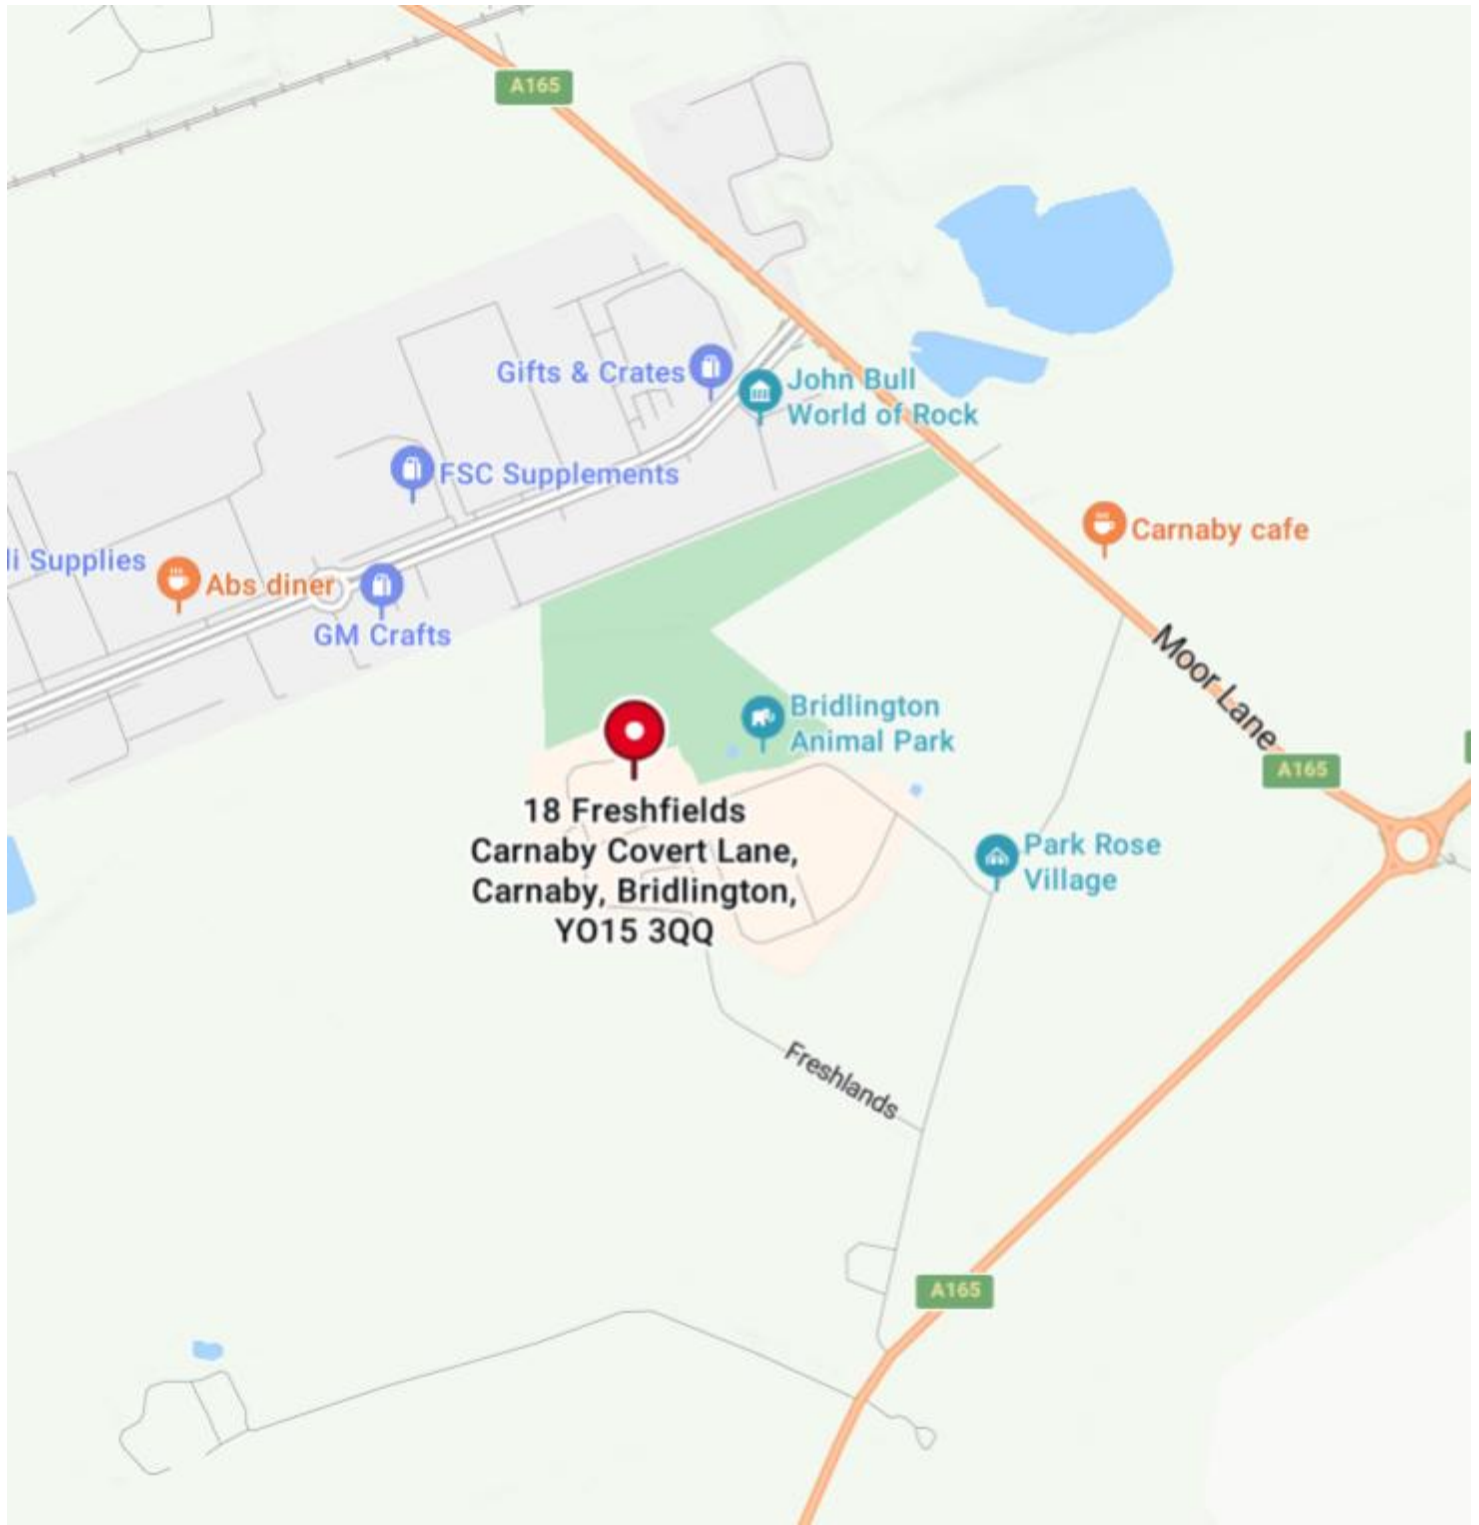 A165
Gifts & Crates
John Bull
World of Rock
FSC Supplements
Carnaby cafe
li Supplies
Abs diner
GM Crafts
Moor Lane
Bridlington
Animal Park
A165
18 Freshfields
Carnaby Covert Lane,
Carnaby, Bridlington,
YO15 3QQ
Park Rose
Village
Freshlands
A165